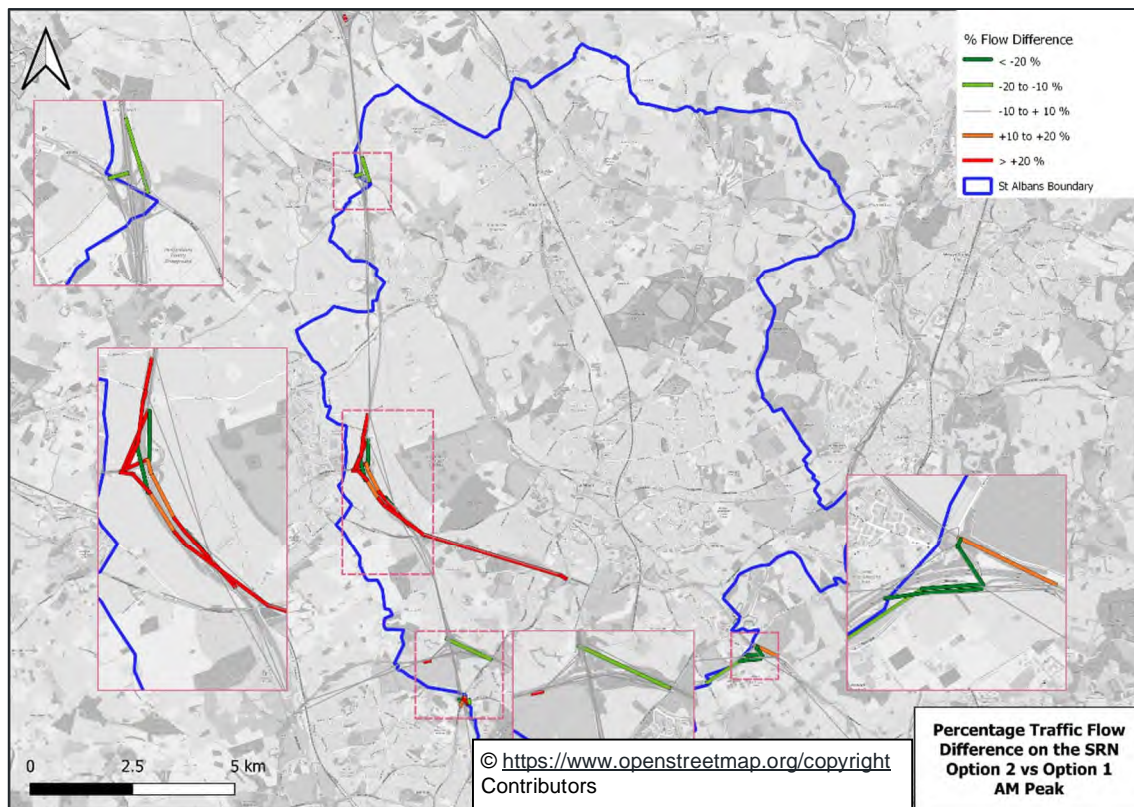 % Flow Difference
< -20 %
-20 to -10 %
-10 to + 10 %
+10 to +20 %
> +20 %
St Albans Boundary
0 2.5 5 km
© https://www.openstreetmap.org/copyright
Contributors
Percentage Traffic Flow
Difference on the SRN
Option 2 vs Option 1
AM Peak